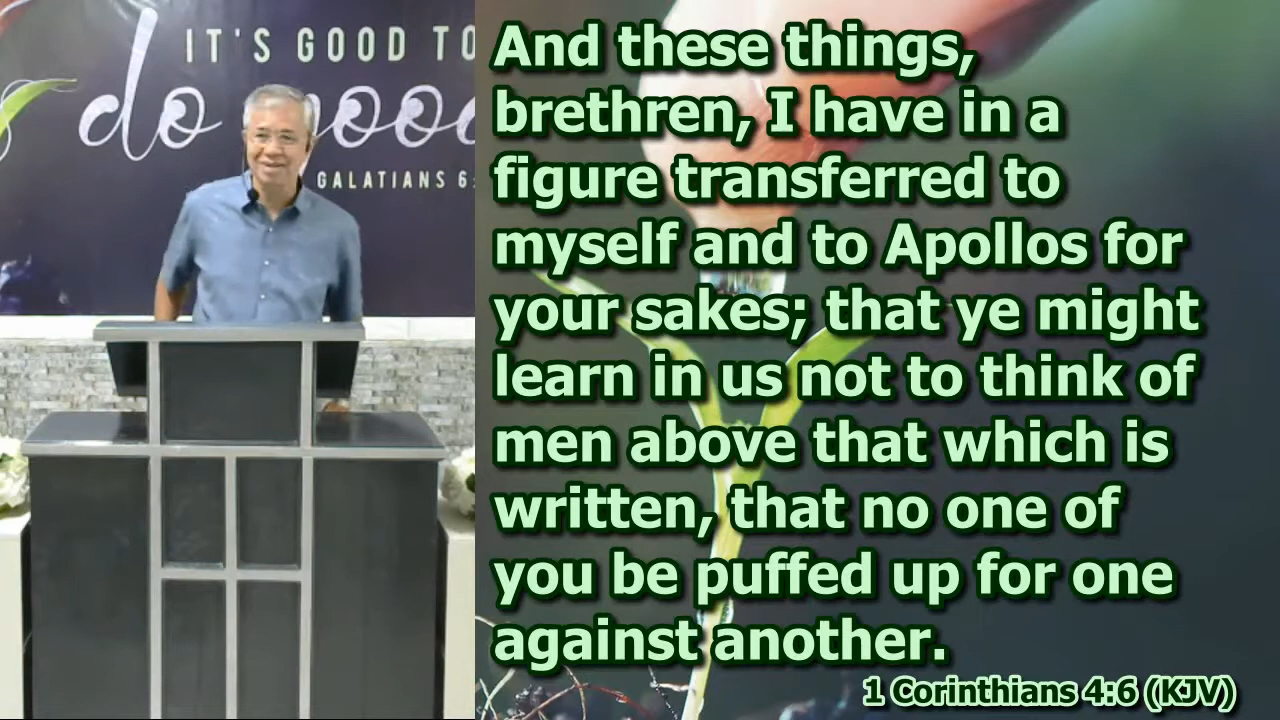 IT'S GOOD TO
do good
GALATIANS 6:
And these things,
brethren, I have in a
figure transferred to
myself and to Apollos for
your sakes; that ye might
learn in us not to think of
men above that which is
written, that no one of
you be puffed up for one
against another.
1 Corinthians 4:6 (KJV)